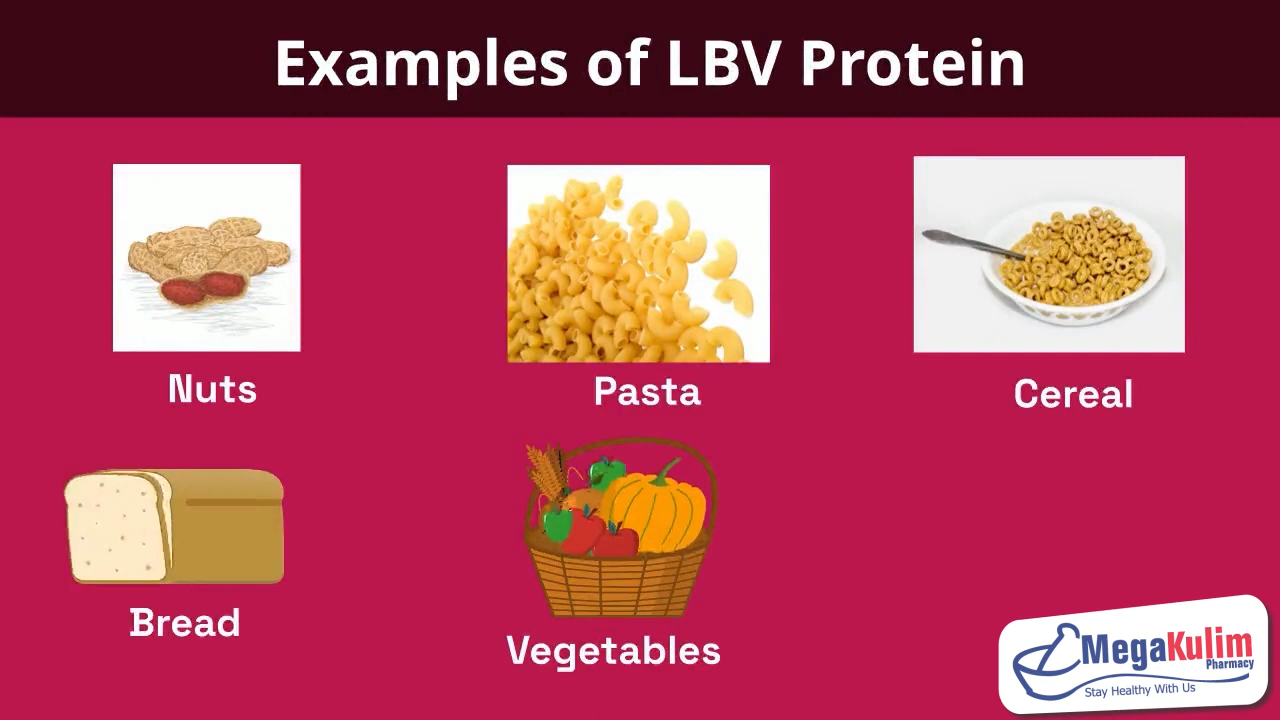 Examples of LBV Protein
Nuts
Pasta
Cereal
Bread
Vegetables
MegaKulim
Pharmacy
Stay Healthy With Us